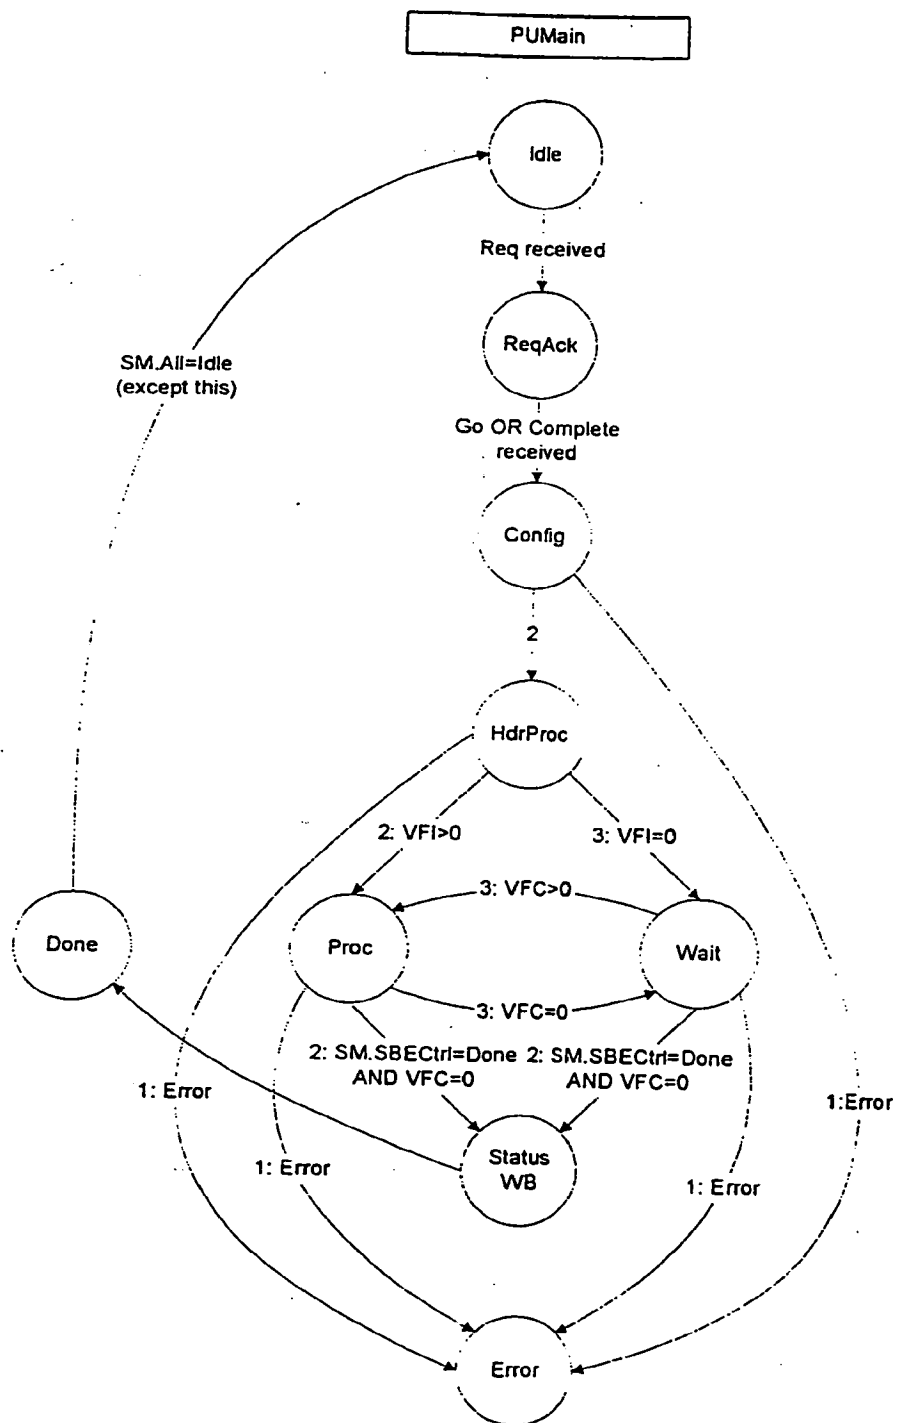 PUMain
Idle
Req received
ReqAck
SM.All=Idle
(except this)
Go OR Complete
received
Config
2
HdrProc
2: VFI>0
3: VFI=0
3: VFC>0
Done
Proc
Wait
3: VFC=0
2: SM.SBECtrl=Done
AND VFC=0
2: SM.SBECtrl=Done
AND VFC=0
1: Error
1:Error
Status
WB
1: Error
1: Error
Error